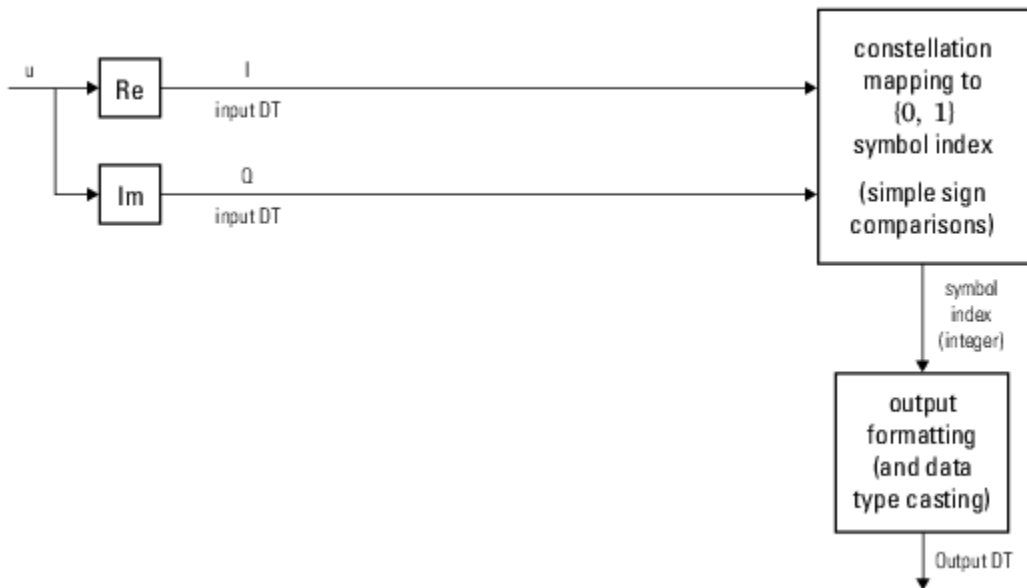 u
Re
I
input DT
Im
Q
input DT
constellation
mapping to
{0, 1}
symbol index
(simple sign
comparisons)
symbol
index
(integer)
output
formatting
(and data
type casting)
Output DT